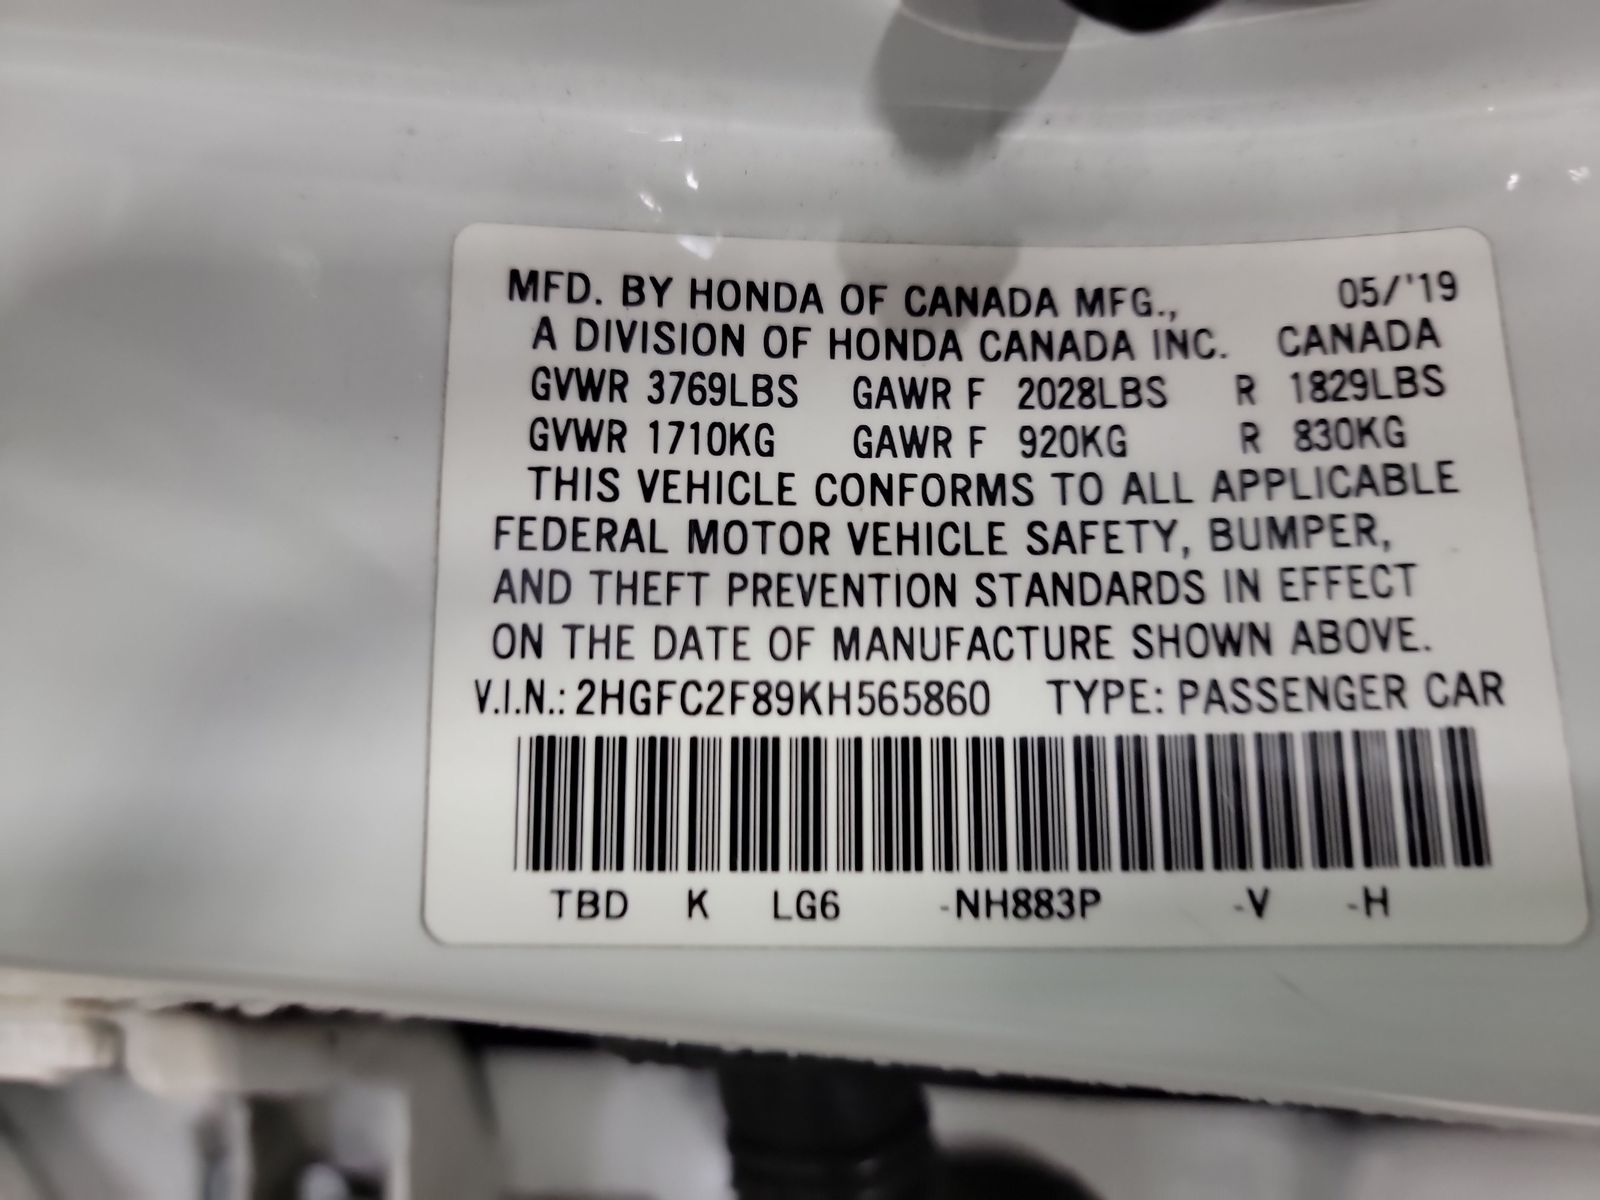 MFD. BY HONDA OF CANADA MFG., 05/'19
A DIVISION OF HONDA CANADA INC. CANADA
GVWR 3769LBS GAWR F 2028LBS R 1829LBS
GVWR 1710KG GAWR F 920KG R 830KG
THIS VEHICLE CONFORMS TO ALL APPLICABLE
FEDERAL MOTOR VEHICLE SAFETY, BUMPER,
AND THEFT PREVENTION STANDARDS IN EFFECT
ON THE DATE OF MANUFACTURE SHOWN ABOVE.
V.I.N.: 2HGFC2F89KH565860 TYPE: PASSENGER CAR
TBD K LG6 -NH883P -V -H